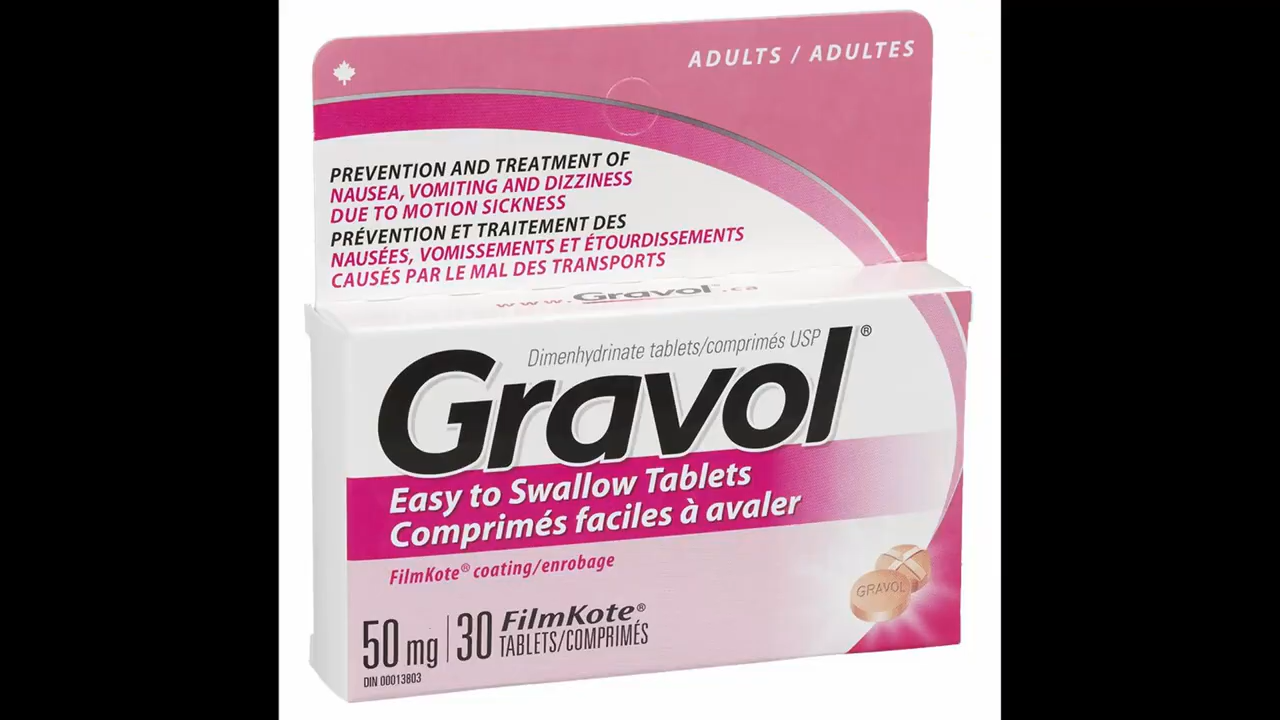 ADULTS / ADULTES
PREVENTION AND TREATMENT OF
NAUSEA, VOMITING AND DIZZINESS
DUE TO MOTION SICKNESS
PRÉVENTION ET TRAITEMENT DES
NAUSÉES, VOMISSEMENTS ET ÉTOURDISSEMENTS
CAUSÉS PAR LE MAL DES TRANSPORTS
www.Gravol.ca
Dimenhydrinate tablets/comprimés USP
Gravol®
Easy to Swallow Tablets
Comprimés faciles à avaler
FilmKote® coating/enrobage
GRAVOL
50 mg 30 FilmKote®
TABLETS/COMPRIMÉS
DIN 00013803